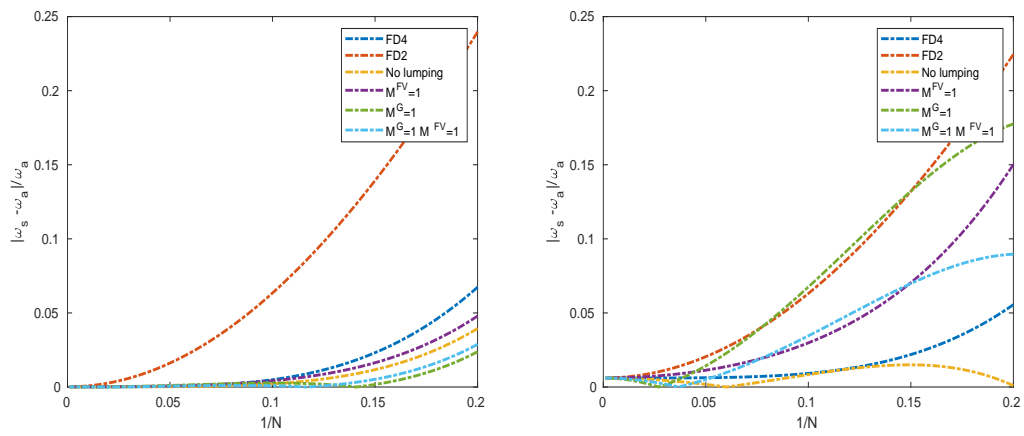 0.25
0.2
0.15
0.1
0.05
0
|ω_s -ω_a|/ω_a
FD4
FD2
No lumping
M^FV=1
M^G=1
M^G=1 M^FV=1
0 0.05 0.1 0.15 0.2
1/N
0.25
0.2
0.15
0.1
0.05
0
|ω_s -ω_a|/ω_a
FD4
FD2
No lumping
M^FV=1
M^G=1
M^G=1 M^FV=1
0 0.05 0.1 0.15 0.2
1/N